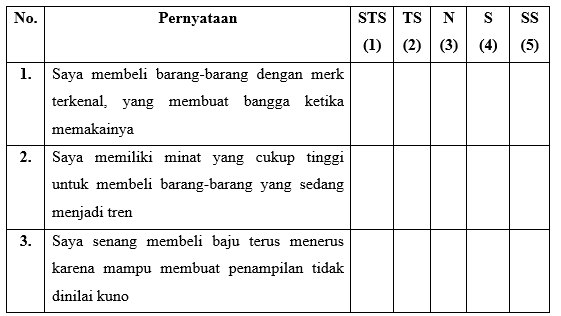 No. Pernyataan STS TS N S SS
(1) (2) (3) (4) (5)
1. Saya membeli barang-barang dengan merk
terkenal, yang membuat bangga ketika
memakainya
2. Saya memiliki minat yang cukup tinggi
untuk membeli barang-barang yang sedang
menjadi tren
3. Saya senang membeli baju terus menerus
karena mampu membuat penampilan tidak
dinilai kuno